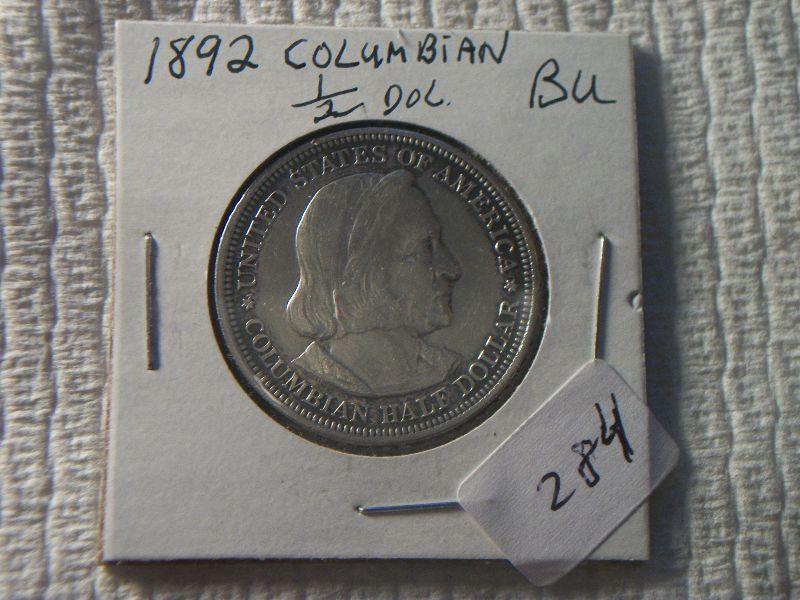 1892 COLUMBIAN
1/2 DOL. BU
UNITED STATES OF AMERICA
COLUMBIAN HALF DOLLAR
284